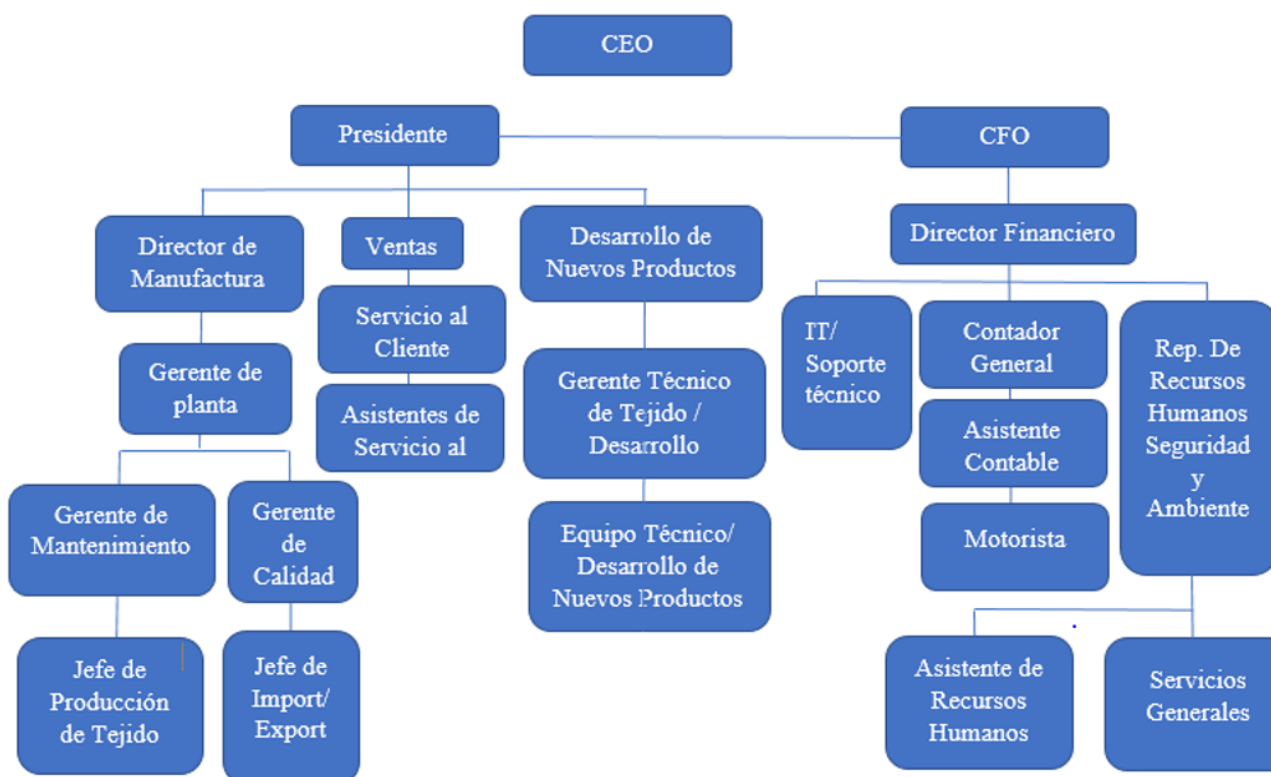 CEO
Presidente
CFO
Director de
Manufactura
Ventas
Desarrollo de
Nuevos Productos
Director Financiero
Servicio al
Cliente
IT/
Soporte
técnico
Contador
General
Rep. De
Recursos
Humanos
Seguridad
y
Ambiente
Gerente de
planta
Asistentes de
Servicio al
Gerente Técnico
de Tejido /
Desarrollo
Asistente
Contable
Gerente de
Mantenimiento
Gerente
de
Calidad
Equipo Técnico/
Desarrollo de
Nuevos Productos
Motorista
Jefe de
Producción
de Tejido
Jefe de
Import/
Export
Asistente de
Recursos
Humanos
Servicios
Generales